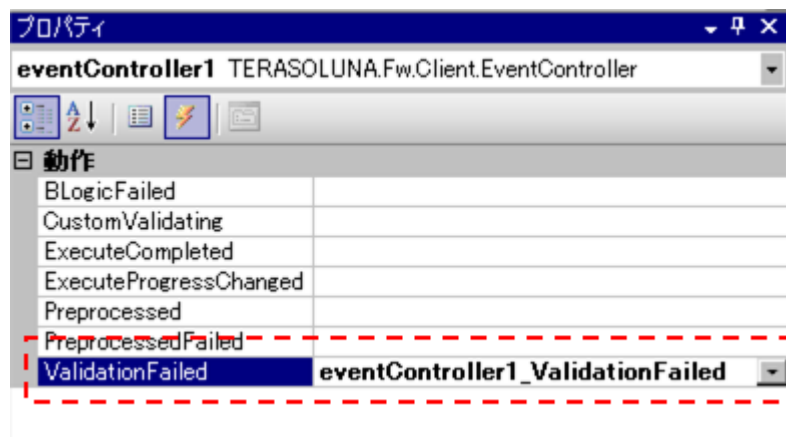 プロパティ
eventController1 TERASOLUNA.Fw.Client.EventController
動作
BLogicFailed
CustomValidating
ExecuteCompleted
ExecuteProgressChanged
Preprocessed
PreprocessedFailed
ValidationFailed eventController1_ValidationFailed